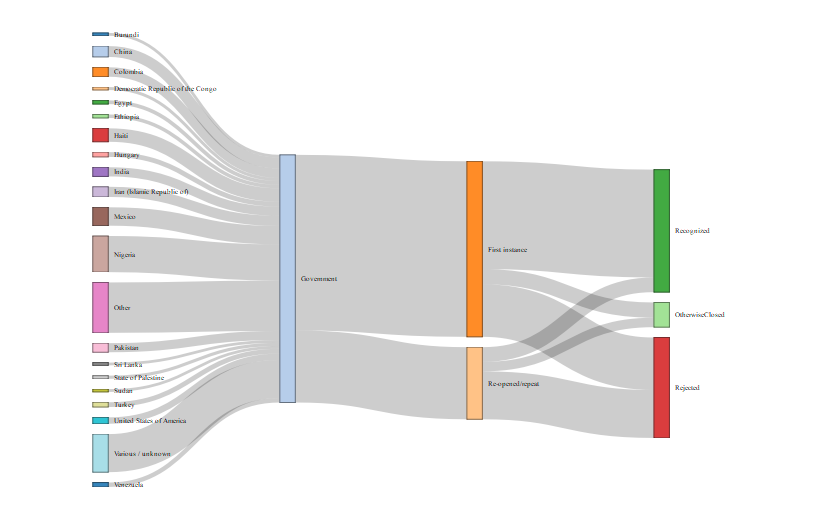 Burundi
China
Colombia
Democratic Republic of the Congo
Egypt
Ethiopia
Haiti
Hungary
India
Iran (Islamic Republic of)
Mexico
Nigeria
Other
Pakistan
Sri Lanka
State of Palestine
Sudan
Turkey
United States of America
Various / unknown
Venezuela
Government
First instance
Re-opened/repeat
Recognized
OtherwiseClosed
Rejected